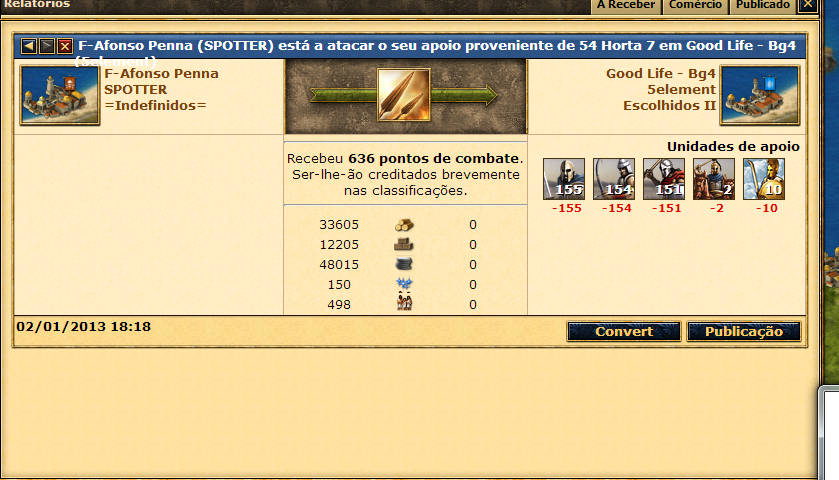 Relatórios
A Receber
Comércio
Publicado
F-Afonso Penna (SPOTTER) está a atacar o seu apoio proveniente de 54 Horta 7 em Good Life - Bg4
(5element)
F-Afonso Penna
SPOTTER
=Indefinidos=
Good Life - Bg4
5element
Escolhidos II
Recebeu 636 pontos de combate.
Ser-lhe-ão creditados brevemente
nas classificações.
33605 0
12205 0
48015 0
150 0
498 0
Unidades de apoio
155 154 151 2 10
-155 -154 -151 -2 -10
02/01/2013 18:18
Convert
Publicação